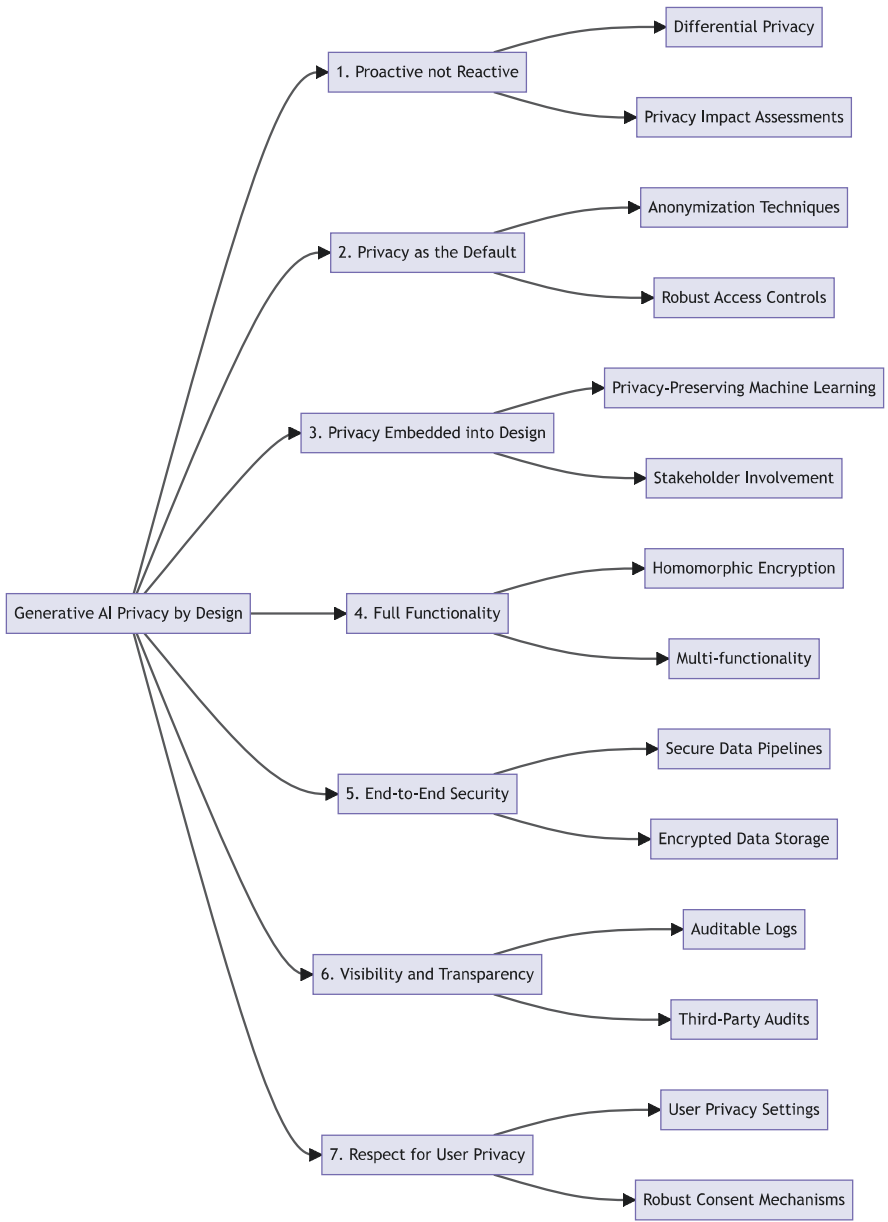 Generative AI Privacy by Design
1. Proactive not Reactive
Differential Privacy
Privacy Impact Assessments
2. Privacy as the Default
Anonymization Techniques
Robust Access Controls
3. Privacy Embedded into Design
Privacy-Preserving Machine Learning
Stakeholder Involvement
4. Full Functionality
Homomorphic Encryption
Multi-functionality
5. End-to-End Security
Secure Data Pipelines
Encrypted Data Storage
6. Visibility and Transparency
Auditable Logs
Third-Party Audits
7. Respect for User Privacy
User Privacy Settings
Robust Consent Mechanisms